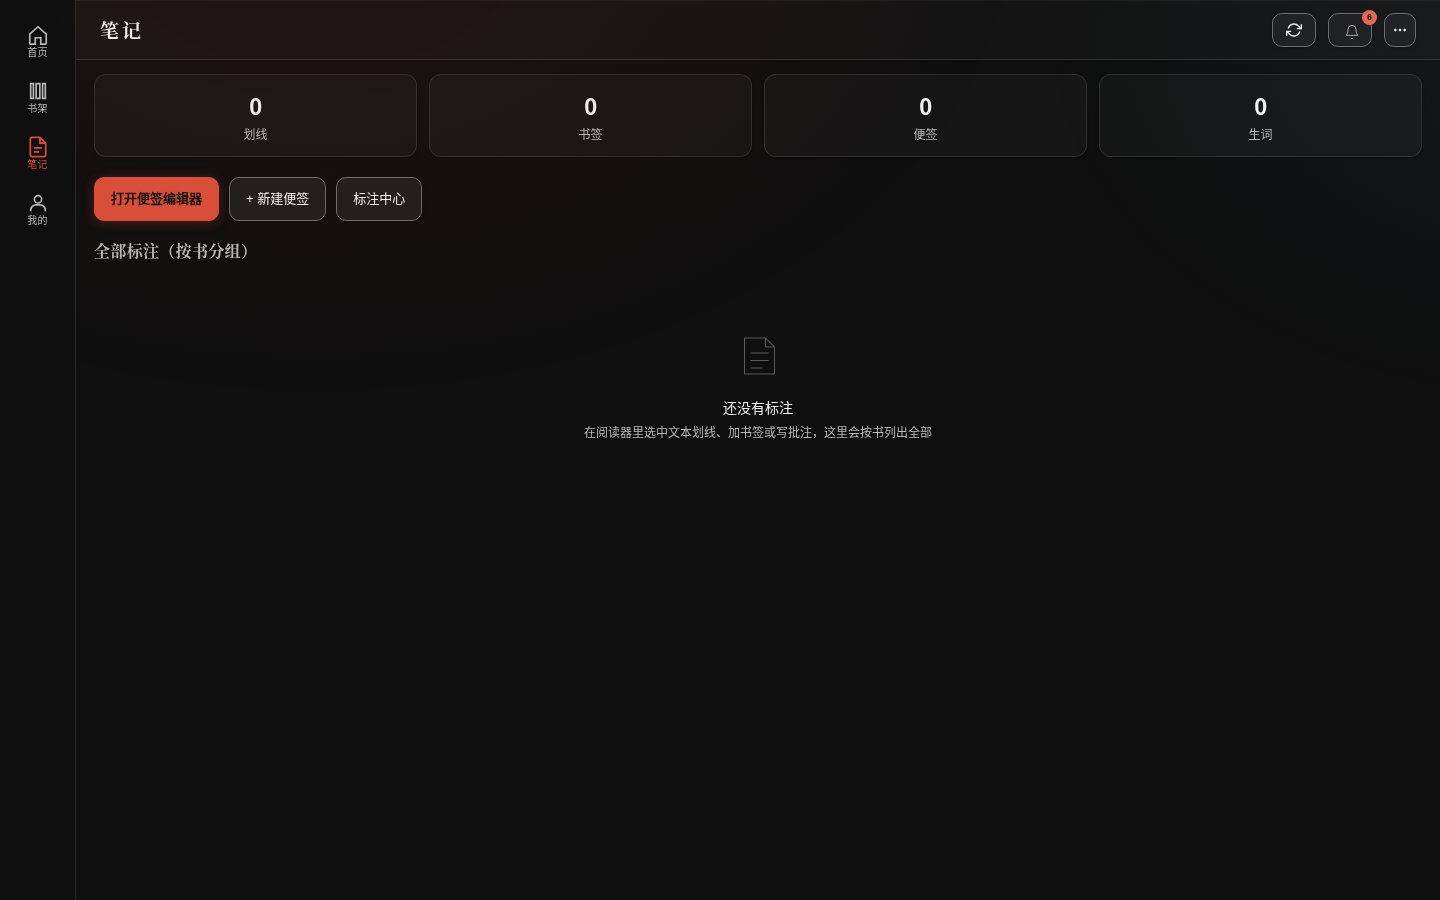 首页
书架
笔记
我的
笔记
6
0
划线
0
书签
0
便签
0
生词
打开便签编辑器
+ 新建便签
标注中心
全部标注（按书分组）
还没有标注
在阅读器里选中文本划线、加书签或写批注，这里会按书列出全部